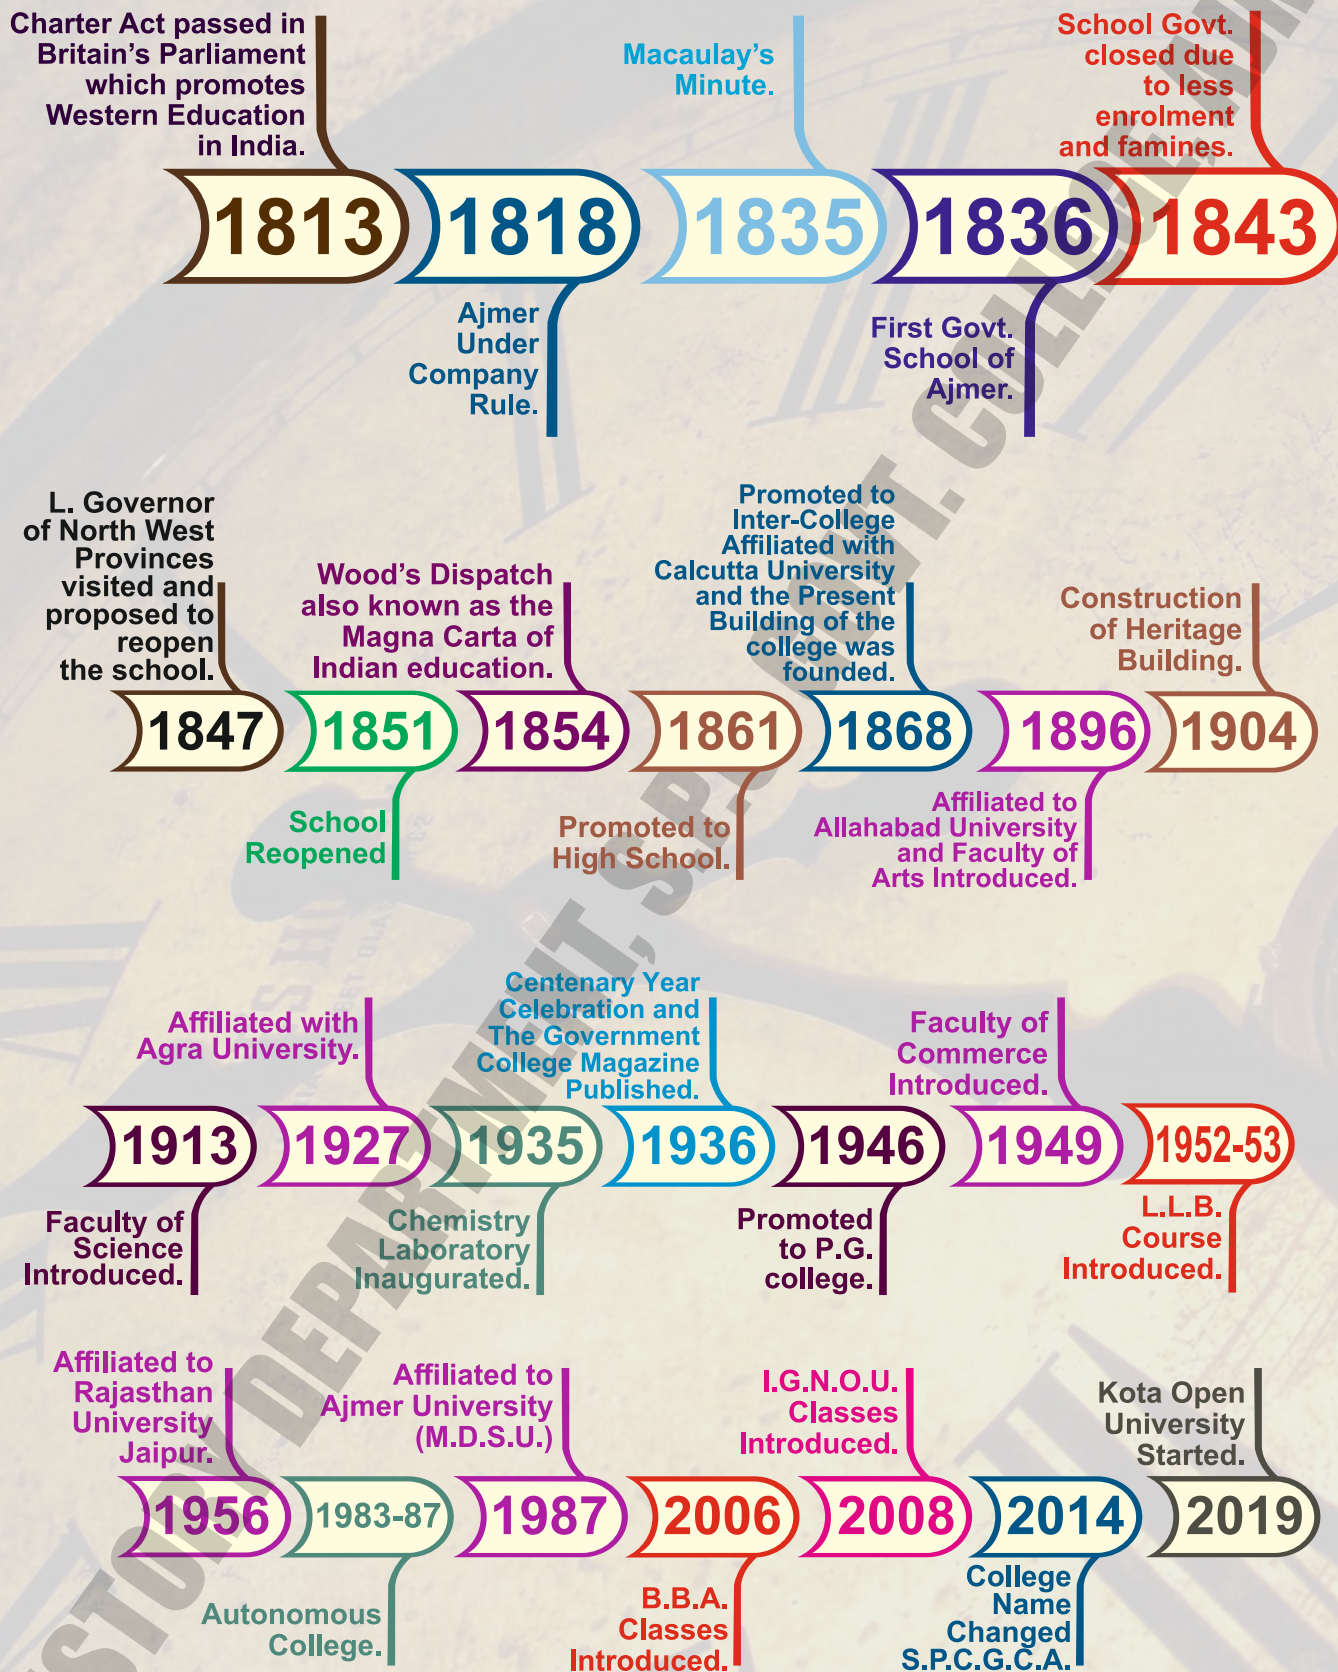 Charter Act passed in
Britain’s Parliament
which promotes
Western Education
in India.
1813
1818
Ajmer
Under
Company
Rule.
Macaulay’s
Minute.
1835
1836
First Govt.
School of
Ajmer.
School Govt.
closed due
to less
enrolment
and famines.
1843
L. Governor
of North West
Provinces
visited and
proposed to
reopen
the school.
1847
1851
School
Reopened
Wood’s Dispatch
also known as the
Magna Carta of
Indian education.
1854
1861
Promoted to
High School.
Promoted to
Inter-College
Affiliated with
Calcutta University
and the Present
Building of the
college was
founded.
1868
1896
Affiliated to
Allahabad University
and Faculty of
Arts Introduced.
Construction
of Heritage
Building.
1904
1913
Faculty of
Science
Introduced.
Affiliated with
Agra University.
1927
1935
Chemistry
Laboratory
Inaugurated.
Centenary Year
Celebration and
The Government
College Magazine
Published.
1936
1946
Promoted
to P.G.
college.
Faculty of
Commerce
Introduced.
1949
1952-53
L.L.B.
Course
Introduced.
Affiliated to
Rajasthan
University
Jaipur.
1956
1983-87
Autonomous
College.
Affiliated to
Ajmer University
(M.D.S.U.)
1987
2006
B.B.A.
Classes
Introduced.
I.G.N.O.U.
Classes
Introduced.
2008
2014
College
Name
Changed
S.P.C.G.C.A.
Kota Open
University
Started.
2019
DEPARTMENT, GOVT. COLLEGE,